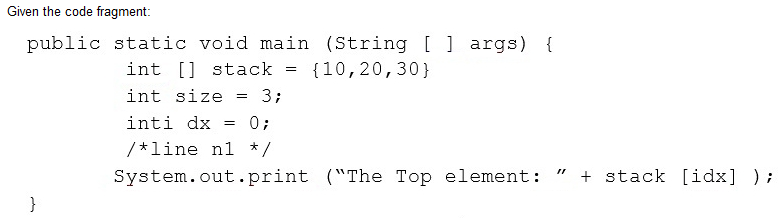 Given the code fragment:
public static void main (String [ ] args) {
int [] stack = {10,20,30}
int size = 3;
inti dx = 0;
/*line n1 */
System.out.print (“The Top element: ” + stack [idx] );
}